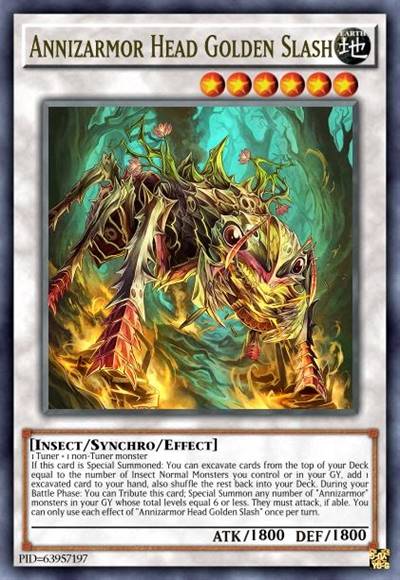 ANNIZARMOR HEAD GOLDEN SLASH
EARTH
地
[INSECT/SYNCHRO/EFFECT]
1 Tuner + 1 non-Tuner monster
If this card is Special Summoned: You can excavate cards from the top of your Deck
equal to the number of Insect Normal Monsters you control or in your GY, add 1
excavated card to your hand, also shuffle the rest back into your Deck. During your
Battle Phase: You can Tribute this card; Special Summon any number of "Annizarmor"
monsters in your GY whose total levels equal 6 or less. They must attack, if able. You
can only use each effect of "Annizarmor Head Golden Slash" once per turn.
ATK/1800 DEF/1800
PID=63957197